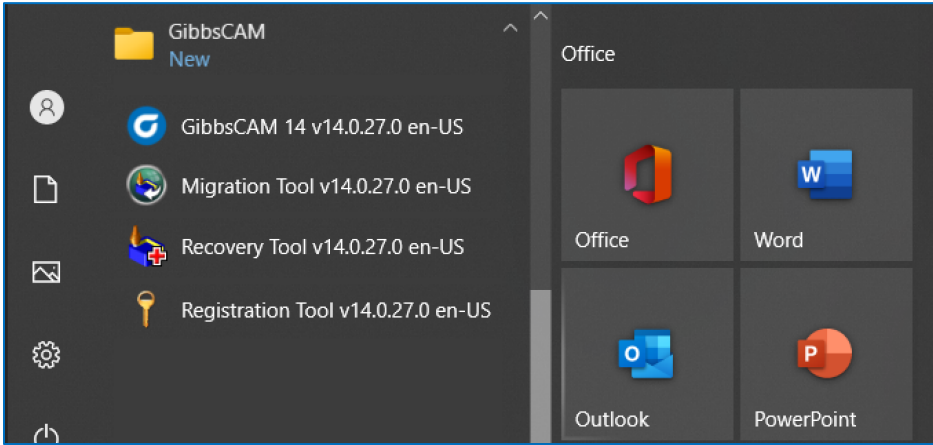 GibbsCAM
New
GibbsCAM 14 v14.0.27.0 en-US
Migration Tool v14.0.27.0 en-US
Recovery Tool v14.0.27.0 en-US
Registration Tool v14.0.27.0 en-US
Office
Office
W
Word
O
Outlook
P
PowerPoint